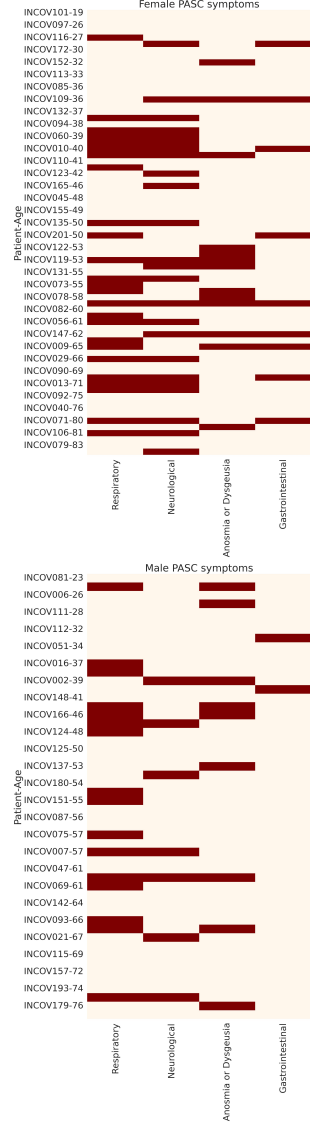 Female PASC symptoms
INCOV101-19
INCOV097-26
INCOV116-27
INCOV172-30
INCOV152-32
INCOV113-33
INCOV085-36
INCOV109-36
INCOV132-37
INCOV094-38
INCOV060-39
INCOV010-40
INCOV110-41
INCOV123-42
INCOV165-46
INCOV045-48
INCOV155-49
INCOV135-50
INCOV201-50
INCOV122-53
INCOV119-53
INCOV131-55
INCOV073-55
INCOV078-58
INCOV082-60
INCOV056-61
INCOV147-62
INCOV009-65
INCOV029-66
INCOV090-69
INCOV013-71
INCOV092-75
INCOV040-76
INCOV071-80
INCOV106-81
INCOV079-83
Patient-Age
Respiratory
Neurological
Anosmia or Dysgeusia
Gastrointestinal
Male PASC symptoms
INCOV081-23
INCOV006-26
INCOV111-28
INCOV112-32
INCOV051-34
INCOV016-37
INCOV002-39
INCOV148-41
INCOV166-46
INCOV124-48
INCOV125-50
INCOV137-53
INCOV180-54
INCOV151-55
INCOV087-56
INCOV075-57
INCOV007-57
INCOV047-61
INCOV069-61
INCOV142-64
INCOV093-66
INCOV021-67
INCOV115-69
INCOV157-72
INCOV193-74
INCOV179-76
Patient-Age
Respiratory
Neurological
Anosmia or Dysgeusia
Gastrointestinal